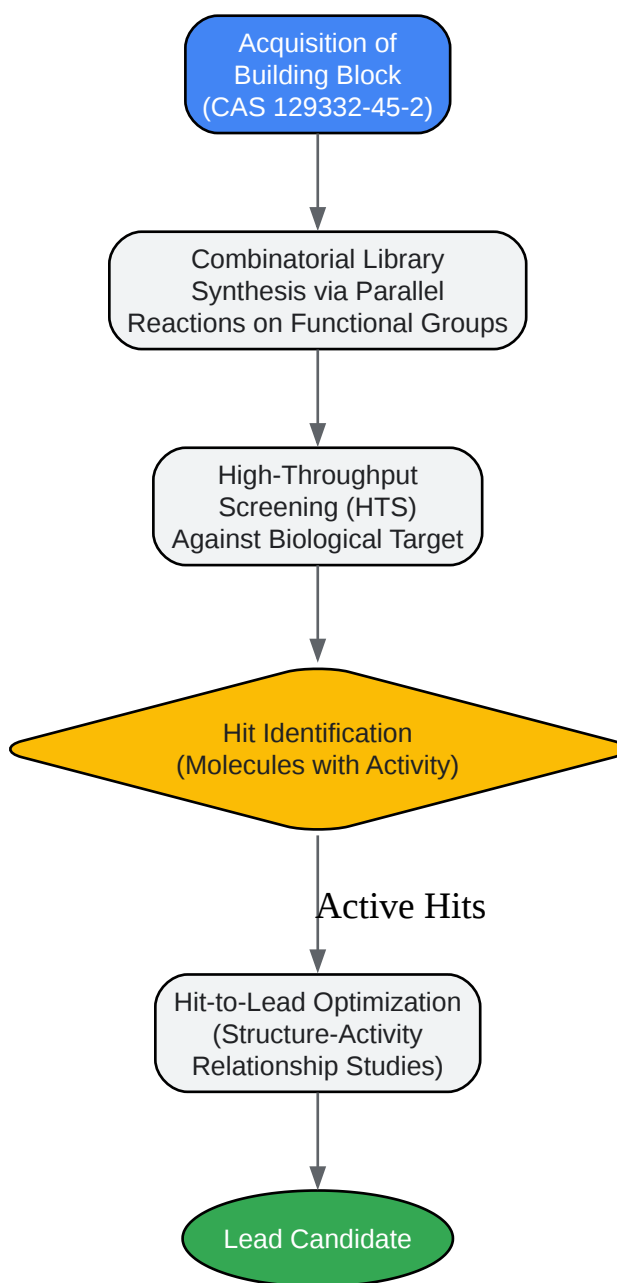 Acquisition of
Building Block
(CAS 129332-45-2)
Combinatorial Library
Synthesis via Parallel
Reactions on Functional Groups
High-Throughput
Screening (HTS)
Against Biological Target
Hit Identification
(Molecules with Activity)
Active Hits
Hit-to-Lead Optimization
(Structure-Activity
Relationship Studies)
Lead Candidate